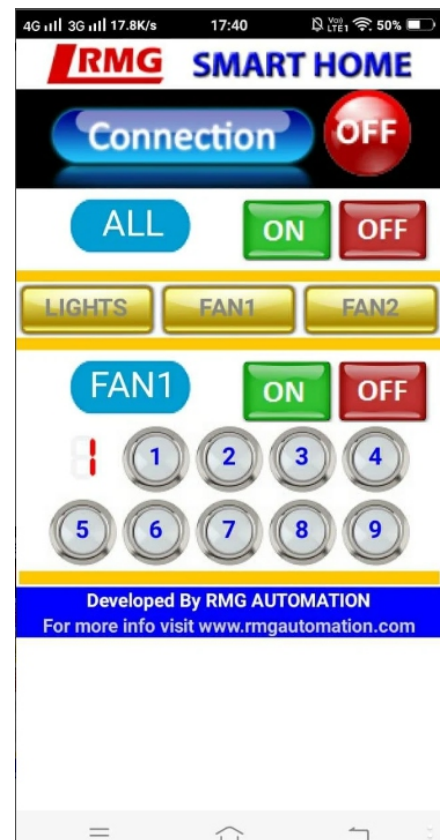 4G 3G 17.8K/s 17:40 Vo) LTE1 50%
RMG SMART HOME
Connection OFF
ALL ON OFF
LIGHTS FAN1 FAN2
FAN1 ON OFF
1 1 2 3 4
5 6 7 8 9
Developed By RMG AUTOMATION
For more info visit www.rmgautomation.com